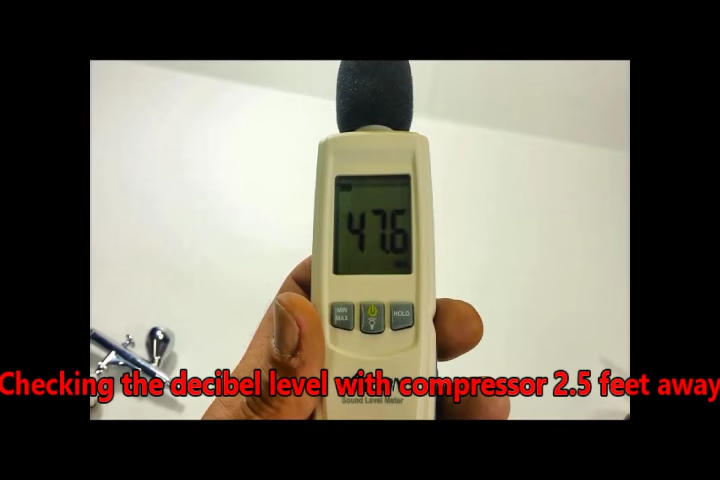 47.6
MIN
MAX
HOLD
Checking the decibel level with compressor 2.5 feet away
Sound Level Meter